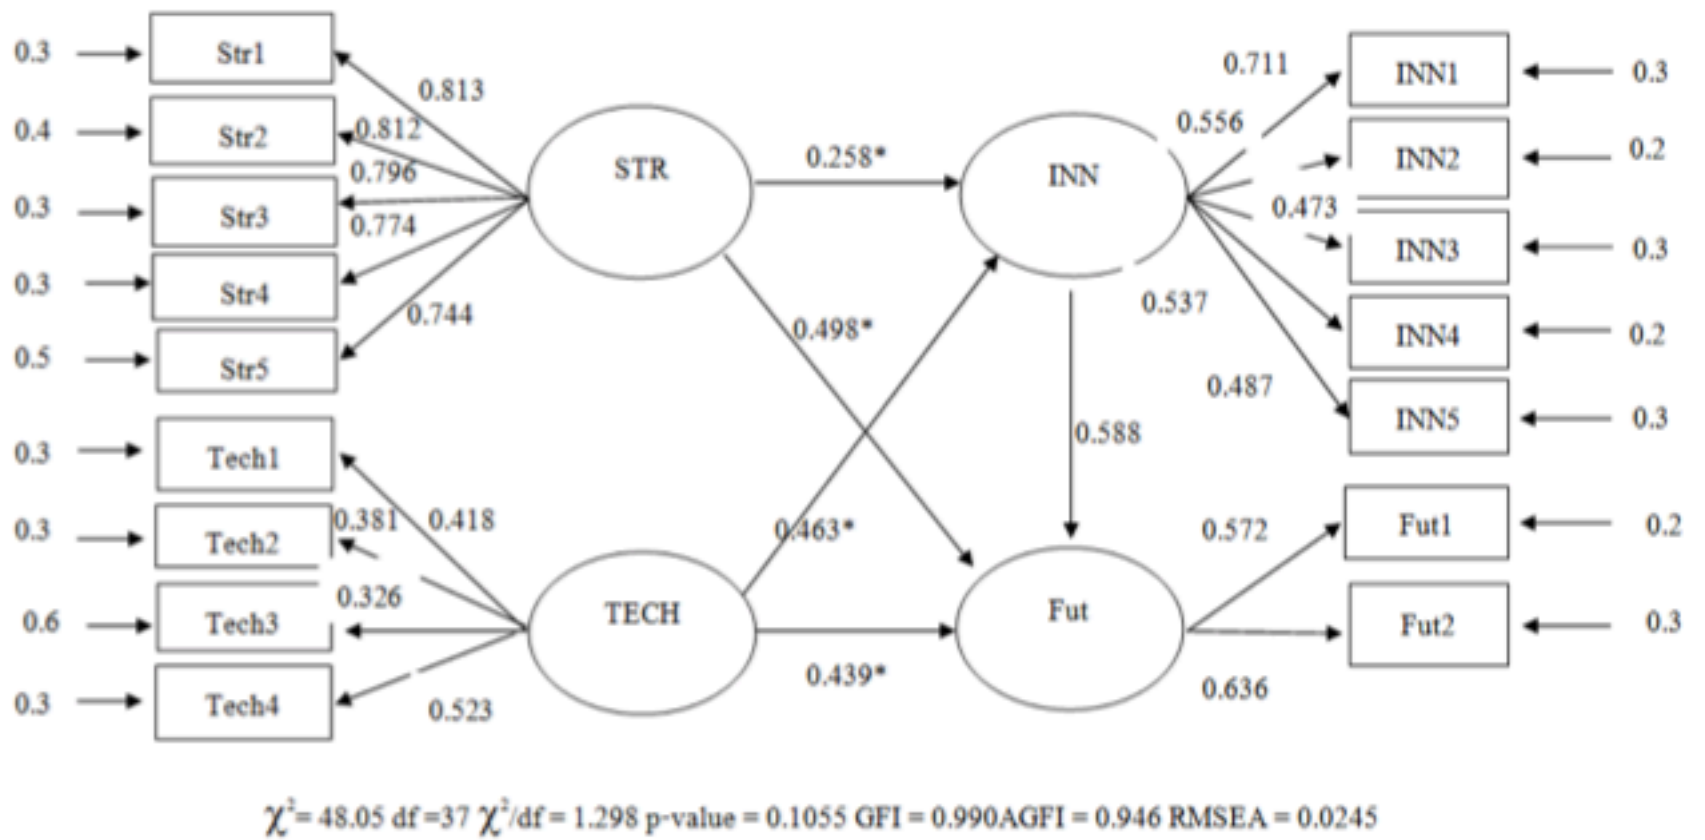 0.3 Str1 0.813 0.711 INN1 0.3
0.4 Str2 0.812 0.556 INN2 0.2
0.3 Str3 0.796 STR 0.258* INN 0.473 INN3 0.3
0.3 Str4 0.774 0.537 INN4 0.2
0.5 Str5 0.744 0.498* 0.487 INN5 0.3
0.3 Tech1 0.418 0.588
0.3 Tech2 0.381 0.463* 0.572 Fut1 0.2
0.6 Tech3 0.326 TECH Fut Fut2 0.3
0.3 Tech4 0.523 0.439* 0.636
χ²= 48.05 df =37 χ²/df = 1.298 p-value = 0.1055 GFI = 0.990AGFI = 0.946 RMSEA = 0.0245